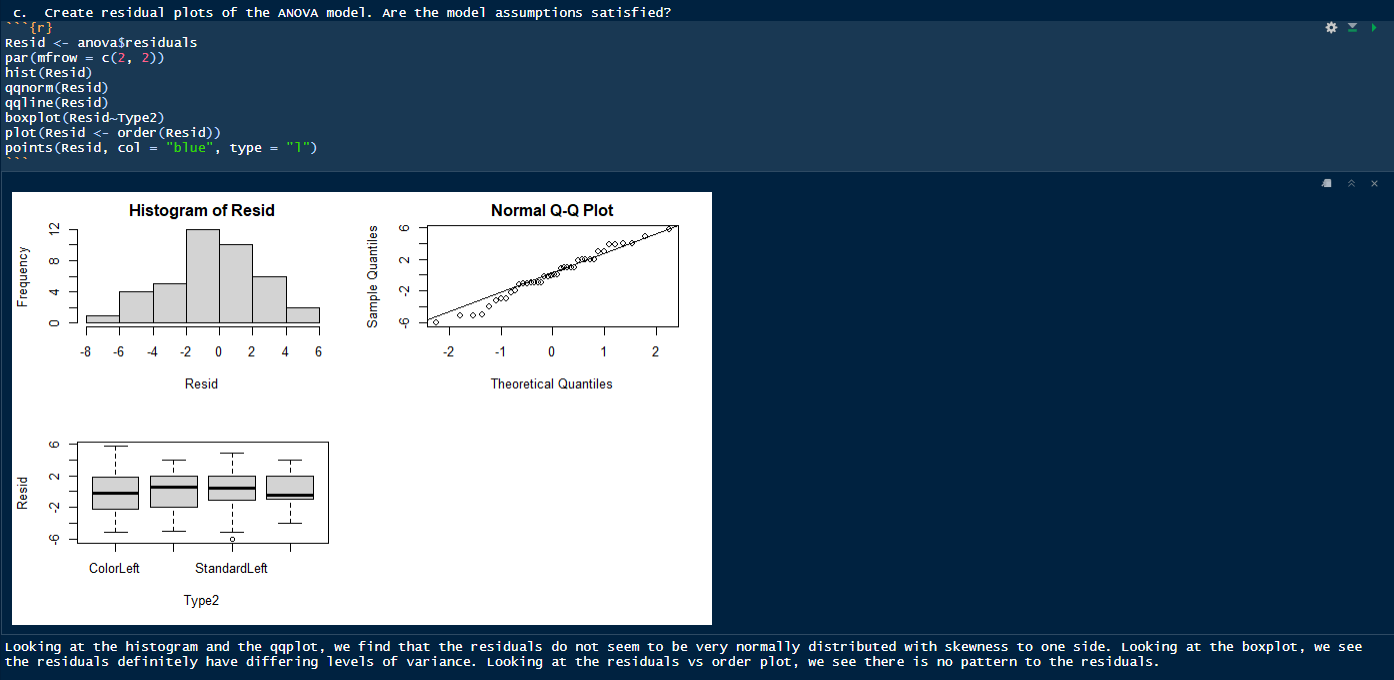 c.  Create residual plots of the ANOVA model. Are the model assumptions satisfied?
```{r}
Resid <- anova$residuals
par(mfrow = c(2, 2))
hist(Resid)
qqnorm(Resid)
qqline(Resid)
boxplot(Resid~Type2)
plot(Resid <- order(Resid))
points(Resid, col = "blue", type = "l")
```
Histogram of Resid
Frequency
0 4 8 12
-8 -6 -4 -2 0 2 4 6
Resid
Normal Q-Q Plot
Sample Quantiles
-6 -2 2 6
-2 -1 0 1 2
Theoretical Quantiles
Resid
-6 -2 2 6
ColorLeft StandardLeft
Type2
Looking at the histogram and the qqplot, we find that the residuals do not seem to be very normally distributed with skewness to one side. Looking at the boxplot, we see
the residuals definitely have differing levels of variance. Looking at the residuals vs order plot, we see there is no pattern to the residuals.